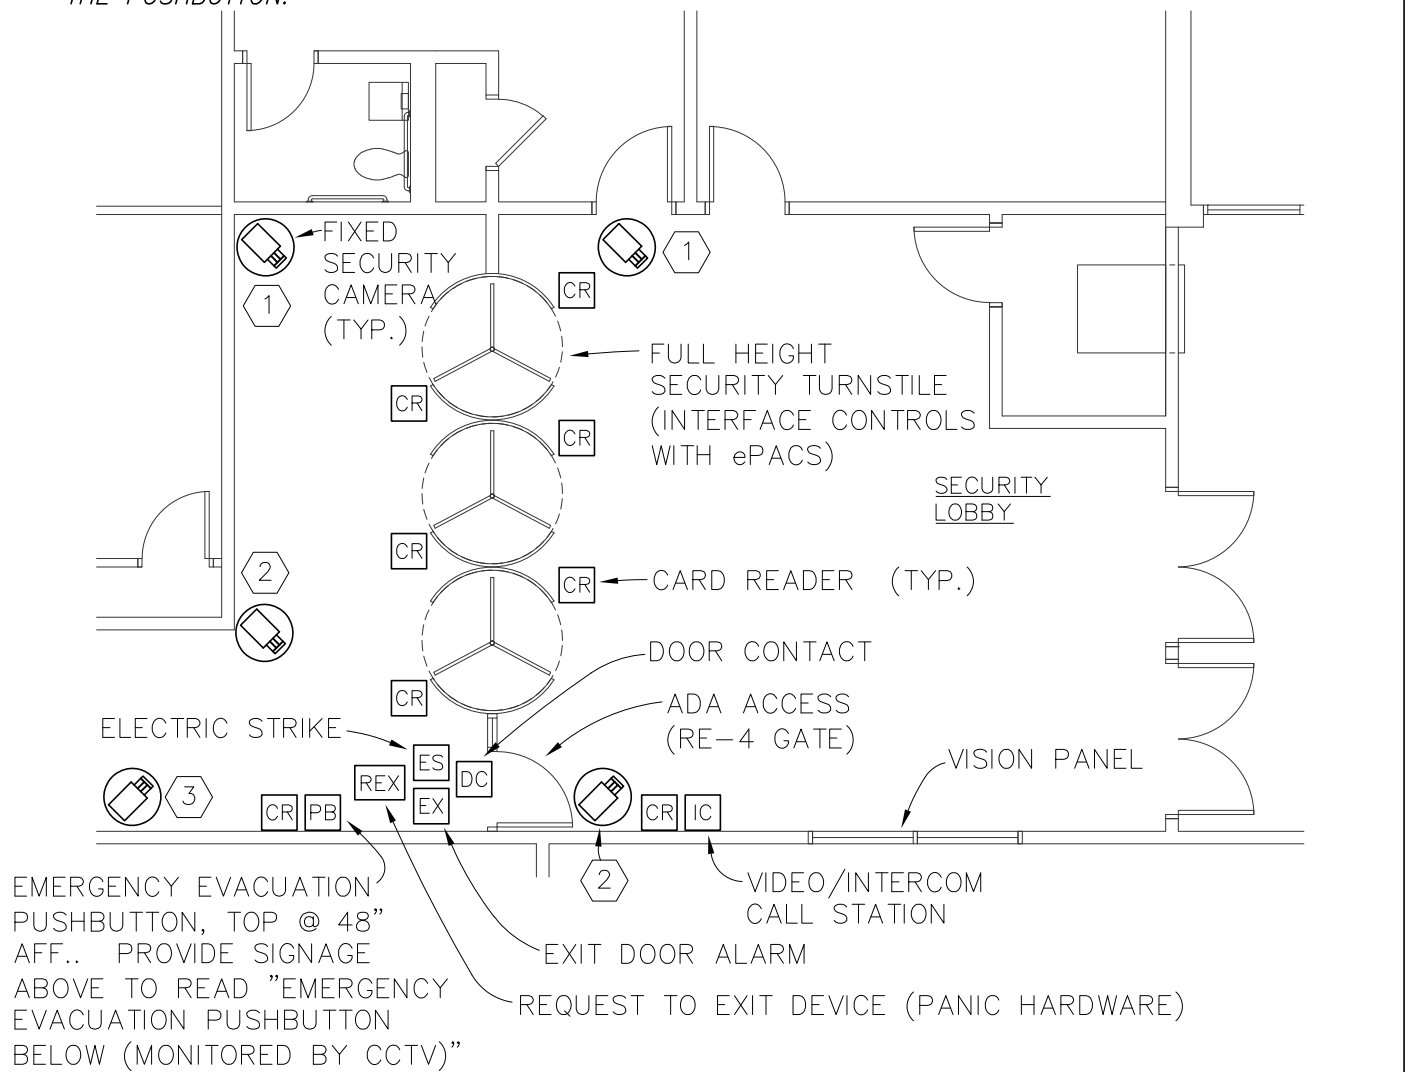 THE PUSHBUTTON.
FIXED
SECURITY
CAMERA
(TYP.)
1
1
CR
FULL HEIGHT
SECURITY TURNSTILE
(INTERFACE CONTROLS
WITH ePACS)
CR
CR
SECURITY
LOBBY
CR
2
CR
CARD READER (TYP.)
DOOR CONTACT
CR
ADA ACCESS
(RE-4 GATE)
ELECTRIC STRIKE
VISION PANEL
ES
DC
REX
EX
3
CR
PB
CR
IC
2
EMERGENCY EVACUATION
PUSHBUTTON, TOP @ 48”
AFF.. PROVIDE SIGNAGE
ABOVE TO READ ”EMERGENCY
EVACUATION PUSHBUTTON
BELOW (MONITORED BY CCTV)”
VIDEO/INTERCOM
CALL STATION
EXIT DOOR ALARM
REQUEST TO EXIT DEVICE (PANIC HARDWARE)